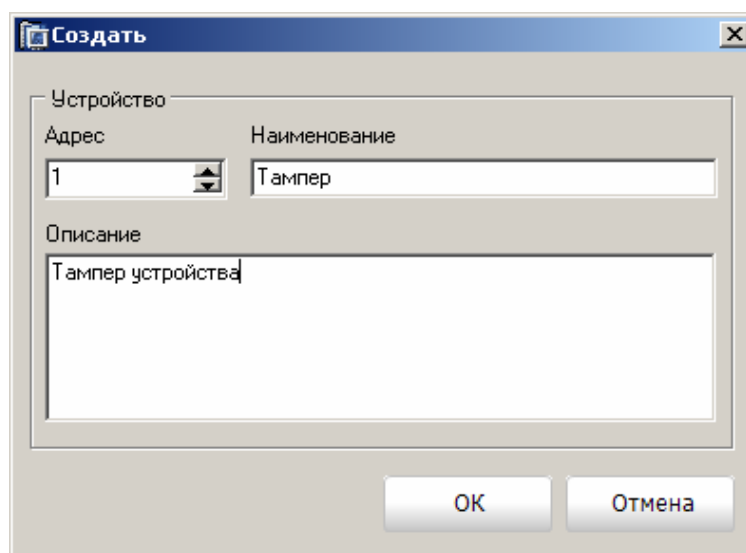 Создать
Устройство
Адрес Наименование
1 Тампер
Описание
Тампер устройства
ОК Отмена